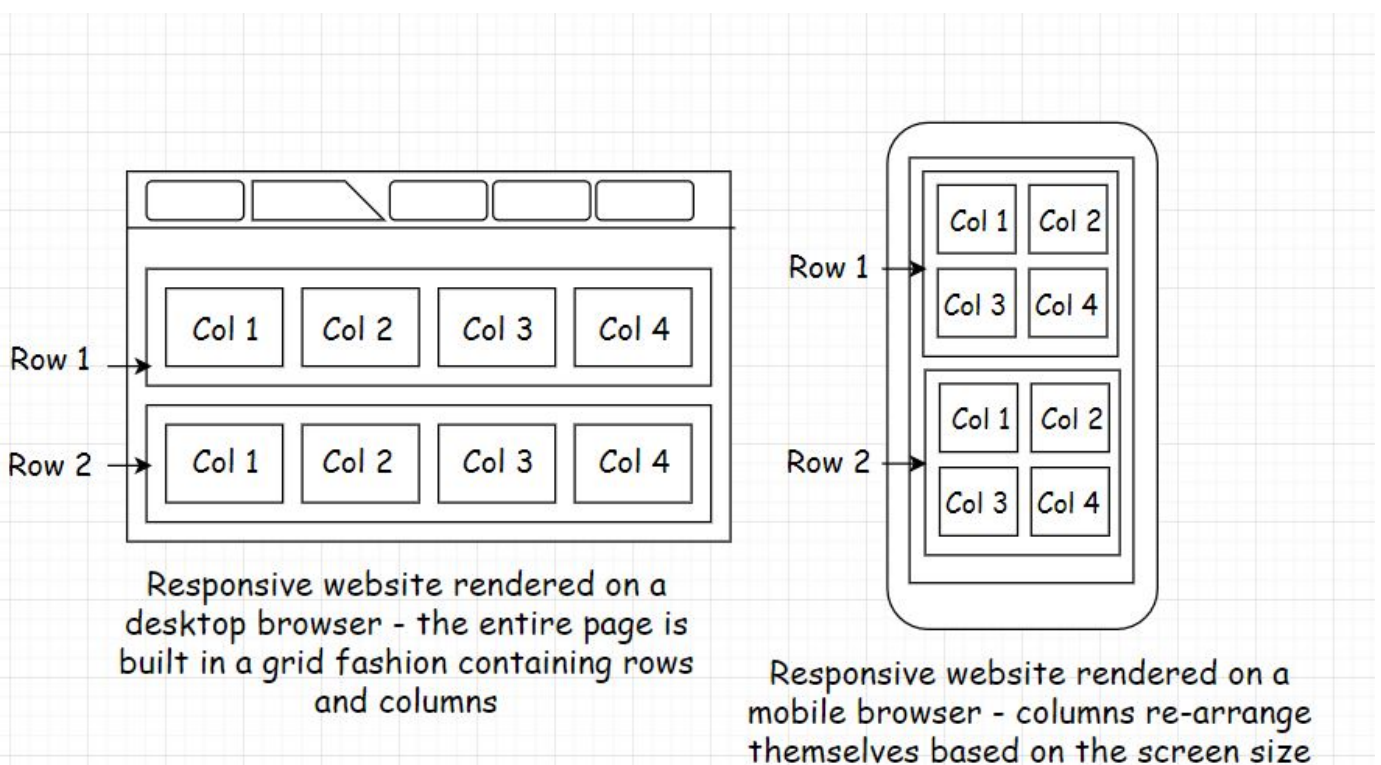 Row 1
Col 1 Col 2 Col 3 Col 4
Row 2
Col 1 Col 2 Col 3 Col 4
Responsive website rendered on a
desktop browser - the entire page is
built in a grid fashion containing rows
and columns
Row 1
Col 1 Col 2
Col 3 Col 4
Row 2
Col 1 Col 2
Col 3 Col 4
Responsive website rendered on a
mobile browser - columns re-arrange
themselves based on the screen size